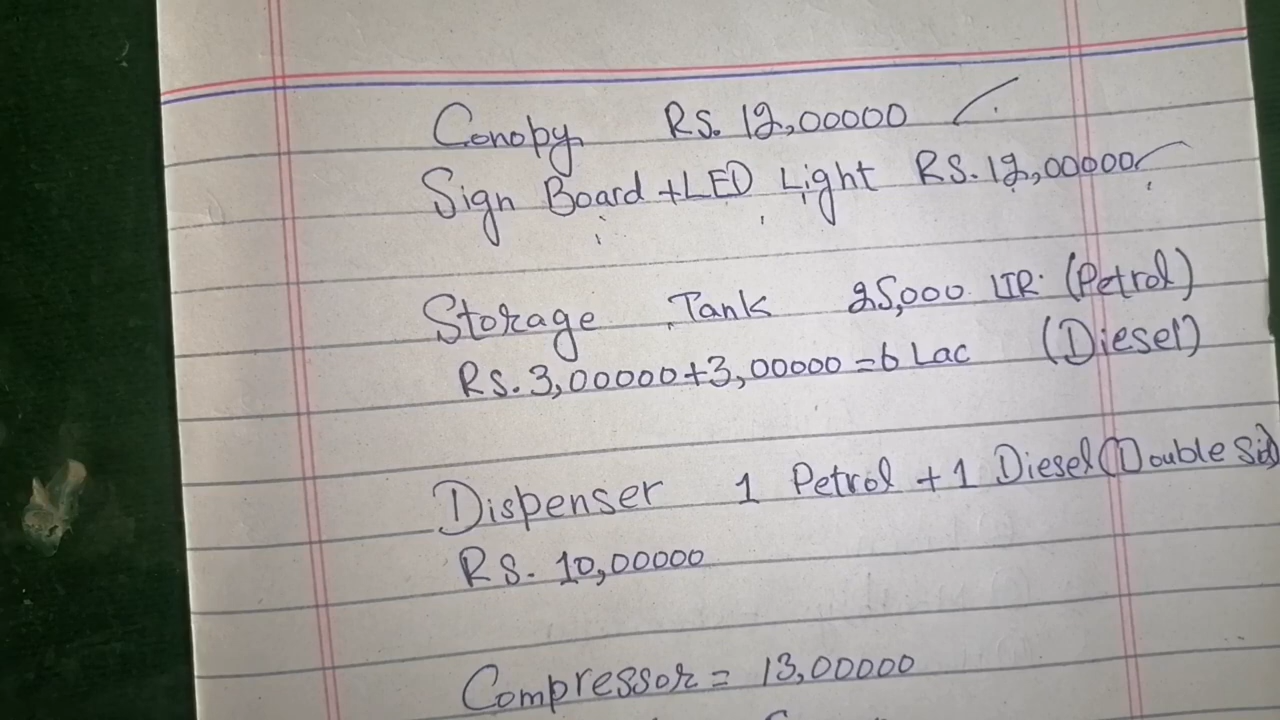 Conopy Rs. 12,00000
Sign Board +LED Light Rs. 12,00000
Storage Tank 25,000 LTR. (Petrol)
Rs. 3,00000+3,00000 = 6 Lac (Diesel)
Dispenser 1 Petrol + 1 Diesel (Double Sid)
Rs. 10,00000
Compressor = 13,00000